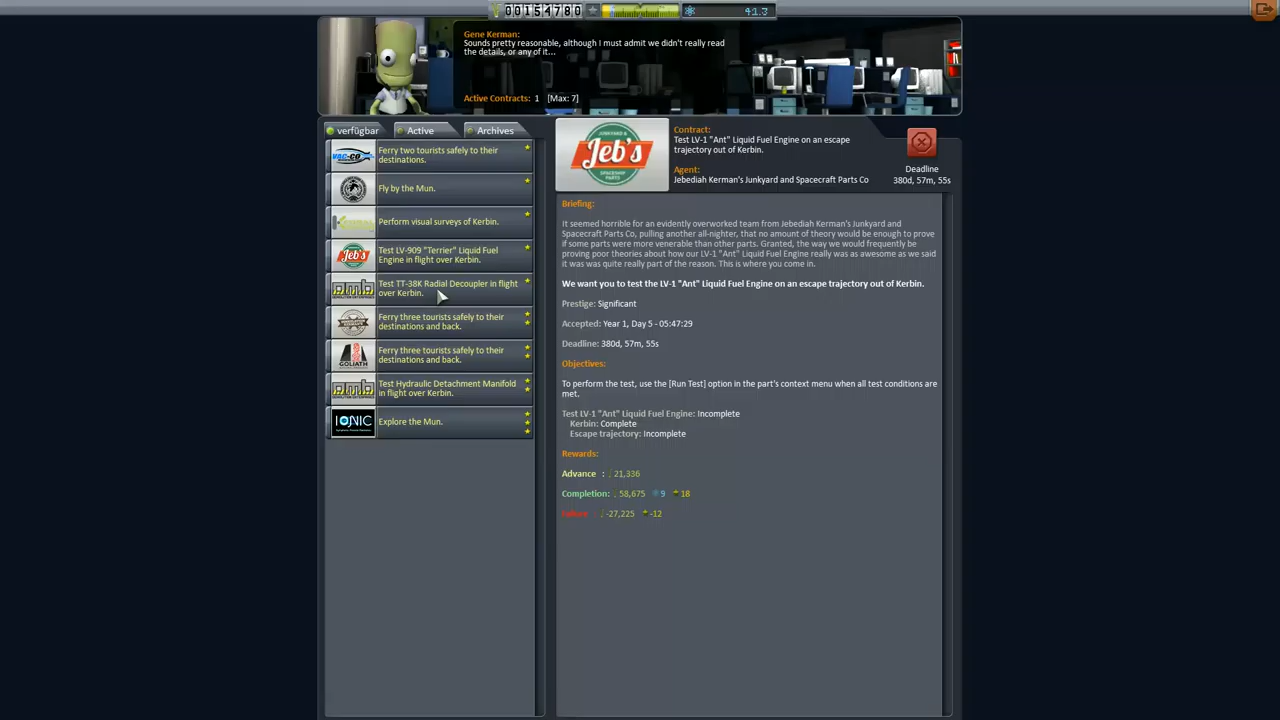 00154780
41.3
Gene Kerman:
Sounds pretty reasonable, although I must admit we didn't really read
the details, or any of it...
Active Contracts: 1 [Max: 7]
verfügbar
Active
Archives
Ferry two tourists safely to their
destinations.
Fly by the Mun.
Perform visual surveys of Kerbin.
Test LV-909 "Terrier" Liquid Fuel
Engine in flight over Kerbin.
Test TT-38K Radial Decoupler in flight
over Kerbin.
Ferry three tourists safely to their
destinations and back.
Ferry three tourists safely to their
destinations and back.
Test Hydraulic Detachment Manifold
in flight over Kerbin.
Explore the Mun.
VAC-CO
Jeb's
GOLIATH
IONIC
JUNKYARD &
Jeb's
SPACESHIP
PARTS
Contract:
Test LV-1 "Ant" Liquid Fuel Engine on an escape
trajectory out of Kerbin.
Agent:
Jebediah Kerman's Junkyard and Spacecraft Parts Co
Deadline
380d, 57m, 55s
Briefing:
It seemed horrible for an evidently overworked team from Jebediah Kerman's Junkyard and
Spacecraft Parts Co, pulling another all-nighter, that no amount of theory would be enough to prove
if some parts were more venerable than other parts. Granted, the way we would frequently be
proving poor theories about how our LV-1 "Ant" Liquid Fuel Engine really was as awesome as we said
it was was quite really part of the reason. This is where you come in.
We want you to test the LV-1 "Ant" Liquid Fuel Engine on an escape trajectory out of Kerbin.
Prestige: Significant
Accepted: Year 1, Day 5 - 05:47:29
Deadline: 380d, 57m, 55s
Objectives:
To perform the test, use the [Run Test] option in the part's context menu when all test conditions are
met.
Test LV-1 "Ant" Liquid Fuel Engine: Incomplete
Kerbin: Complete
Escape trajectory: Incomplete
Rewards:
Advance : 21,336
Completion: 58,675 9 18
Failure : -27,225 -12